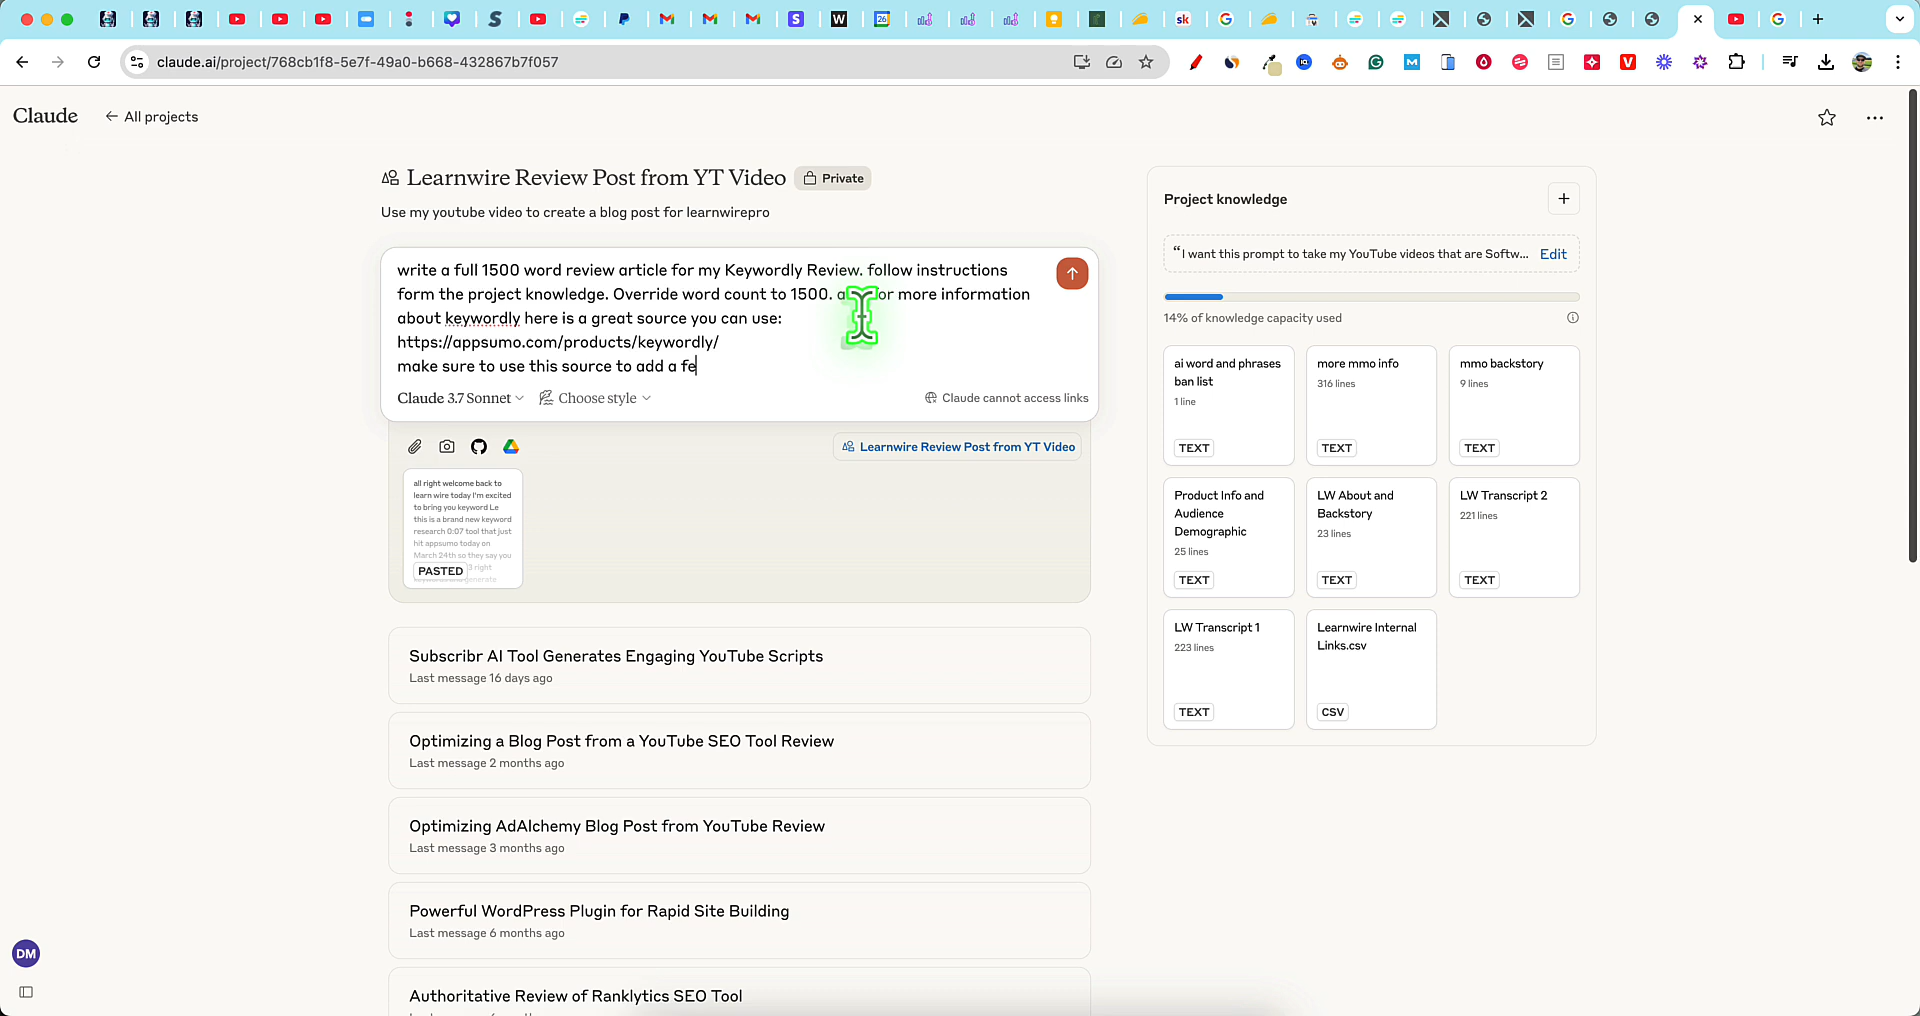 claude.ai/project/768cb1f8-5e7f-49a0-b668-432867b7f057
Claude
All projects
Learnwire Review Post from YT Video
Private
Use my youtube video to create a blog post for learnwirepro
write a full 1500 word review article for my Keywordly Review. follow instructions
form the project knowledge. Override word count to 1500. a or more information
about keywordly here is a great source you can use:
https://appsumo.com/products/keywordly/
make sure to use this source to add a fe
Claude 3.7 Sonnet
Choose style
Claude cannot access links
Learnwire Review Post from YT Video
all right welcome back to
learn wire today I'm excited
to bring you keyword Le
this is a brand new keyword
research 0:07 tool that just
hit appsumo today on
March 24th so they say you
3 right
generate
PASTED
Subscribr AI Tool Generates Engaging YouTube Scripts
Last message 16 days ago
Optimizing a Blog Post from a YouTube SEO Tool Review
Last message 2 months ago
Optimizing AdAlchemy Blog Post from YouTube Review
Last message 3 months ago
Powerful WordPress Plugin for Rapid Site Building
Last message 6 months ago
Authoritative Review of Ranklytics SEO Tool
DM
Project knowledge
“I want this prompt to take my YouTube videos that are Softw...
Edit
14% of knowledge capacity used
ai word and phrases
ban list
1 line
TEXT
more mmo info
316 lines
TEXT
mmo backstory
9 lines
TEXT
Product Info and
Audience
Demographic
25 lines
TEXT
LW About and
Backstory
23 lines
TEXT
LW Transcript 2
221 lines
TEXT
LW Transcript 1
223 lines
TEXT
Learnwire Internal
Links.csv
CSV